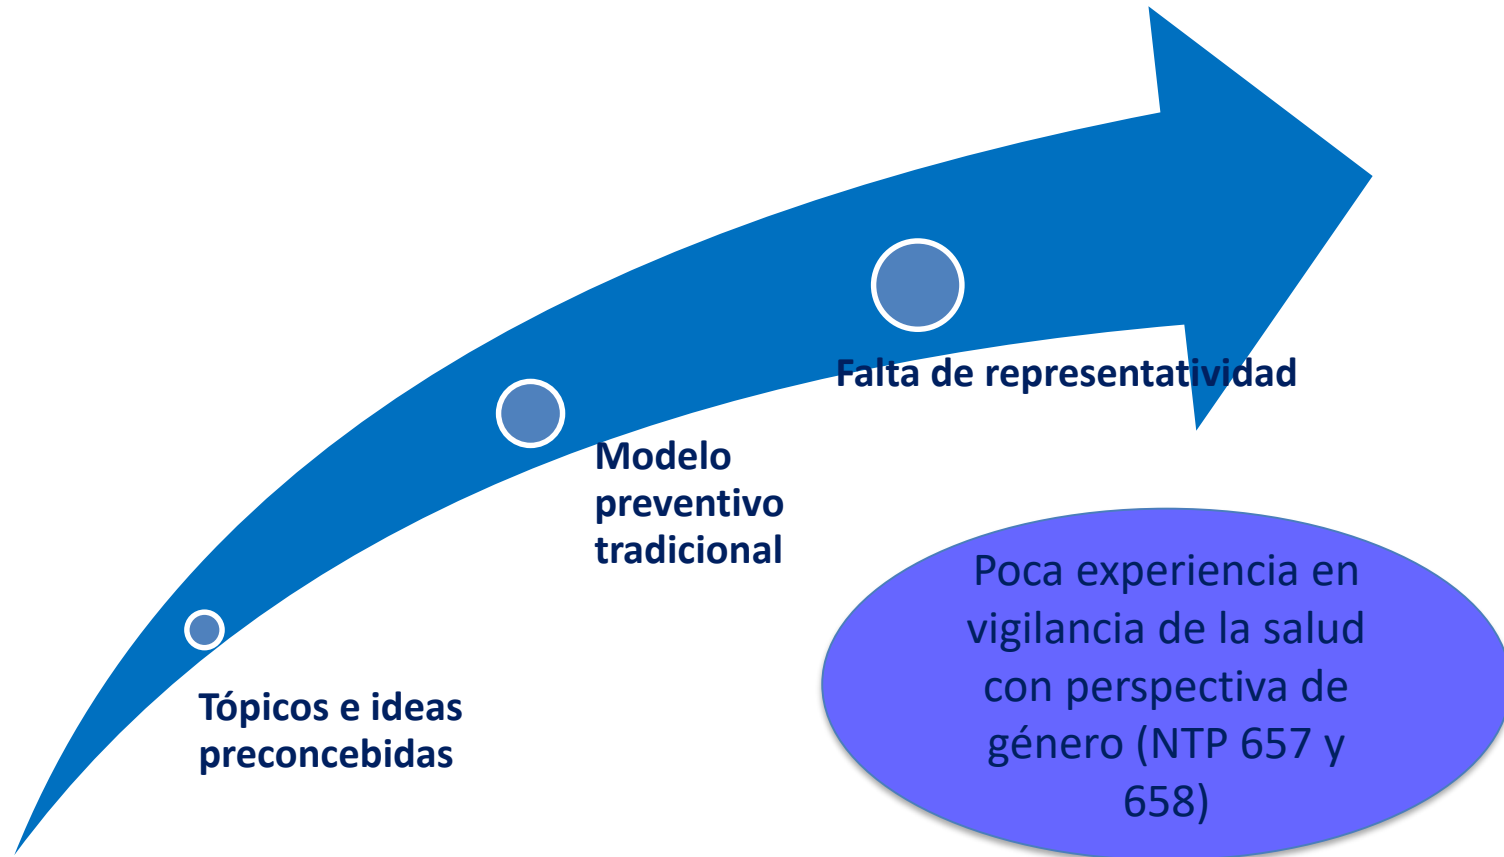 Falta de representatividad
Modelo
preventivo
tradicional
Tópicos e ideas
preconcebidas
Poca experiencia en
vigilancia de la salud
con perspectiva de
género (NTP 657 y
658)